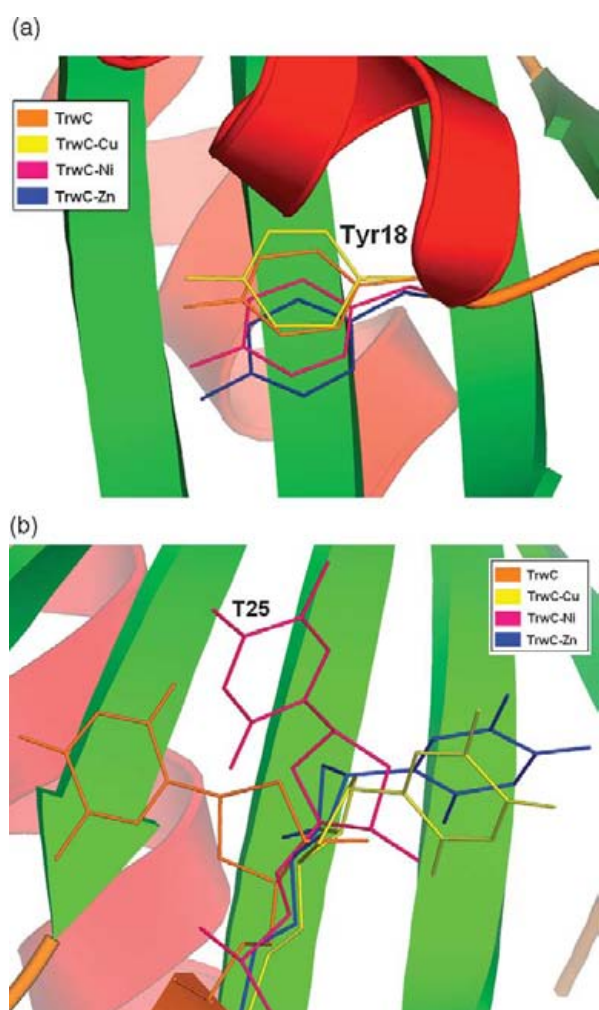 (a)
TrwC
TrwC-Cu
TrwC-Ni
TrwC-Zn
Tyr18
(b)
TrwC
TrwC-Cu
TrwC-Ni
TrwC-Zn
T25